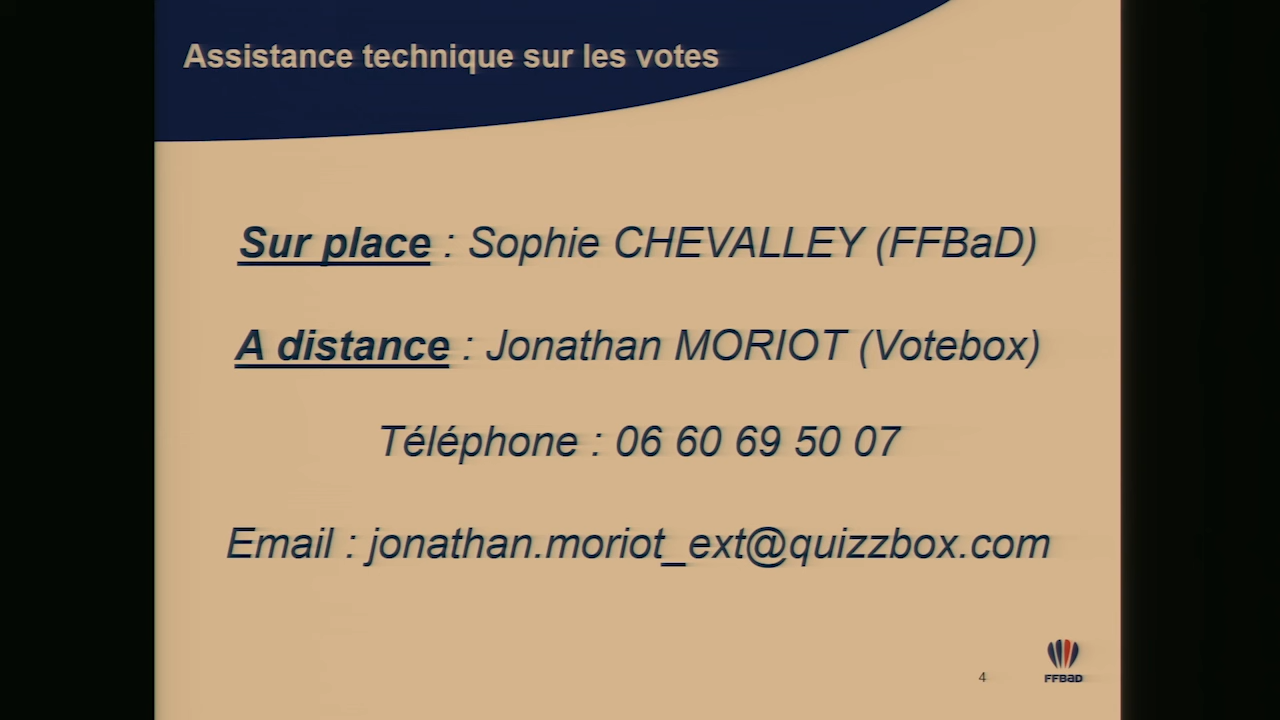 Assistance technique sur les votes
Sur place : Sophie CHEVALLEY (FFBaD)
A distance : Jonathan MORIOT (Votebox)
Téléphone : 06 60 69 50 07
Email : jonathan.moriot_ext@quizzbox.com
4
FFBaD